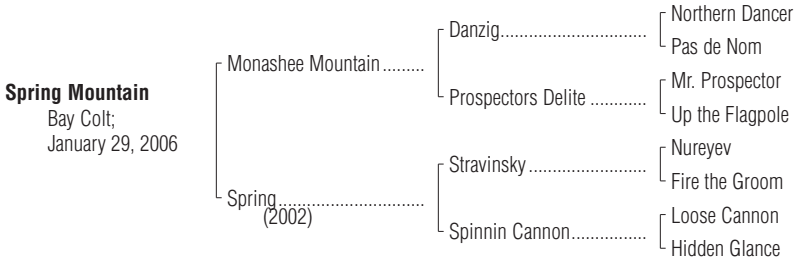 Northern Dancer
Danzig..............................
Pas de Nom
Monashee Mountain.........
Mr. Prospector
Prospectors Delite ............
Up the Flagpole
Spring Mountain
Bay Colt;
January 29, 2006
Nureyev
Stravinsky.........................
Fire the Groom
Spring................................
(2002)
Loose Cannon
Spinnin Cannon................
Hidden Glance